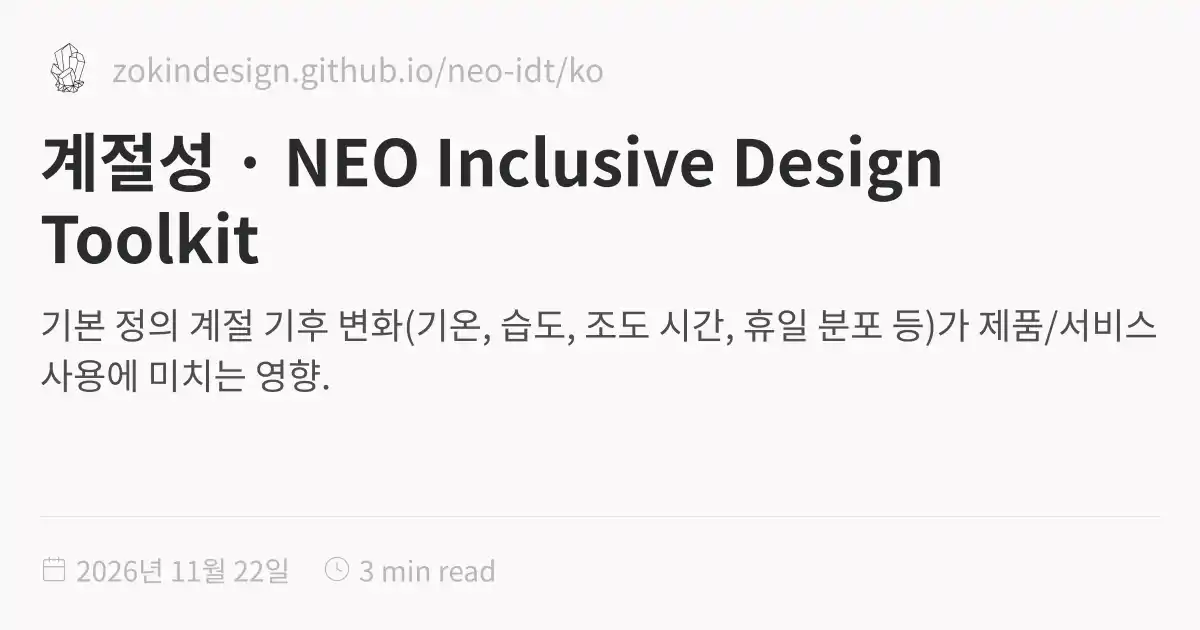 zokindesign.github.io/neo-idt/ko
계절성 · NEO Inclusive Design
Toolkit
기본 정의 계절 기후 변화(기온, 습도, 조도 시간, 휴일 분포 등)가 제품/서비스
사용에 미치는 영향.
2026년 11월 22일 3 min read